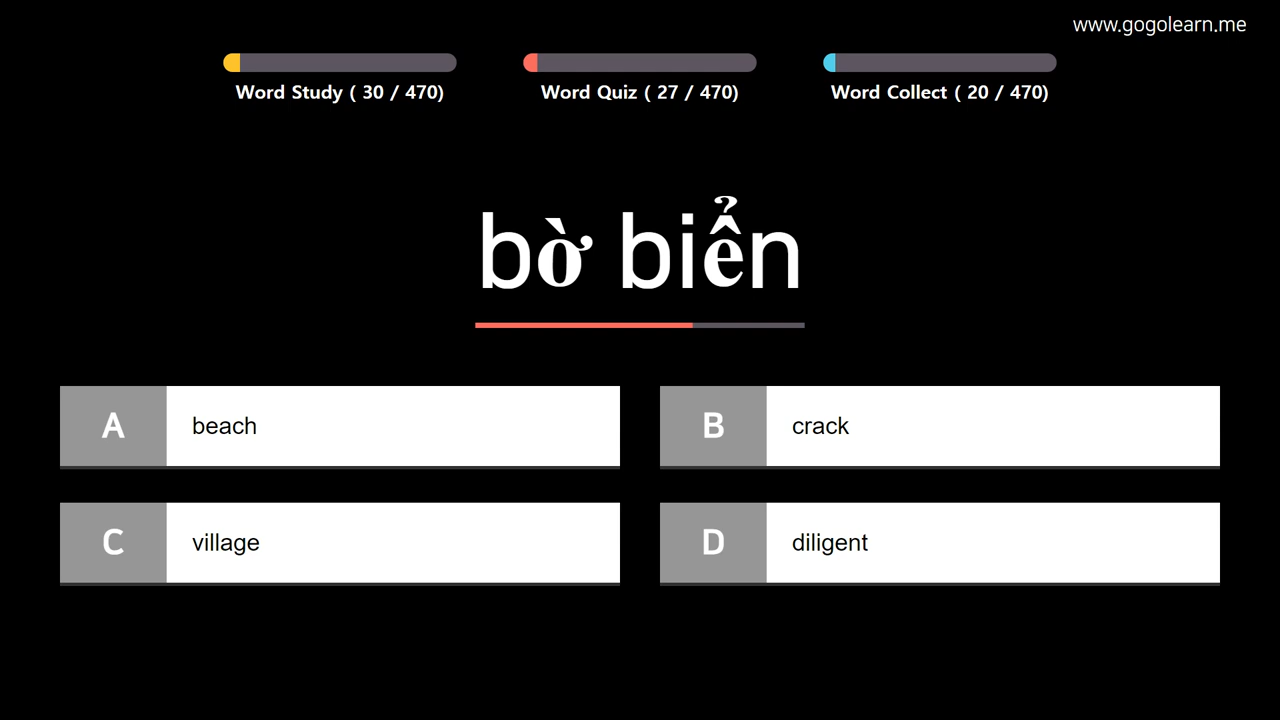 www.gogolearn.me
Word Study ( 30 / 470)
Word Quiz ( 27 / 470)
Word Collect ( 20 / 470)
bờ biển
A beach
B crack
C village
D diligent